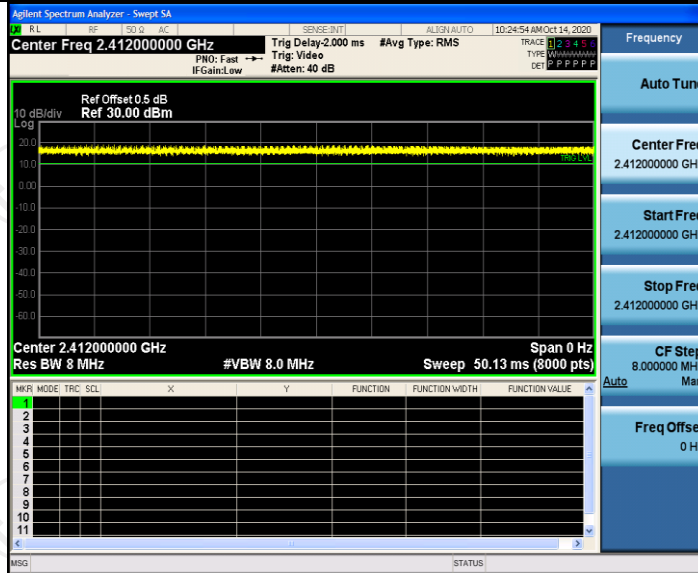 Agilent Spectrum Analyzer - Swept SA
RL RF 50 Ω AC SENSE:INT ALIGN AUTO 10:24:54 AM Oct 14, 2020
Center Freq 2.412000000 GHz
PNO: Fast
IFGain:Low
Trig Delay-2.000 ms
Trig: Video
#Atten: 40 dB
#Avg Type: RMS
TRACE 1 2 3 4 5 6
TYPE WWWWWW
DET P P P P P P
Ref Offset 0.5 dB
10 dB/div Ref 30.00 dBm
Log
20.0
10.0
TRIG LVL
0.00
-10.0
-20.0
-30.0
-40.0
-50.0
-60.0
Center 2.412000000 GHz Span 0 Hz
Res BW 8 MHz #VBW 8.0 MHz Sweep 50.13 ms (8000 pts)
MKR MODE TRC SCL X Y FUNCTION FUNCTION WIDTH FUNCTION VALUE
1
2
3
4
5
6
7
8
9
10
11
MSG STATUS
Frequency
Auto Tun
Center Fre
2.412000000 GH
Start Fre
2.412000000 GH
Stop Fre
2.412000000 GH
CF Step
8.000000 MH
Auto Ma
Freq Offse
0 H